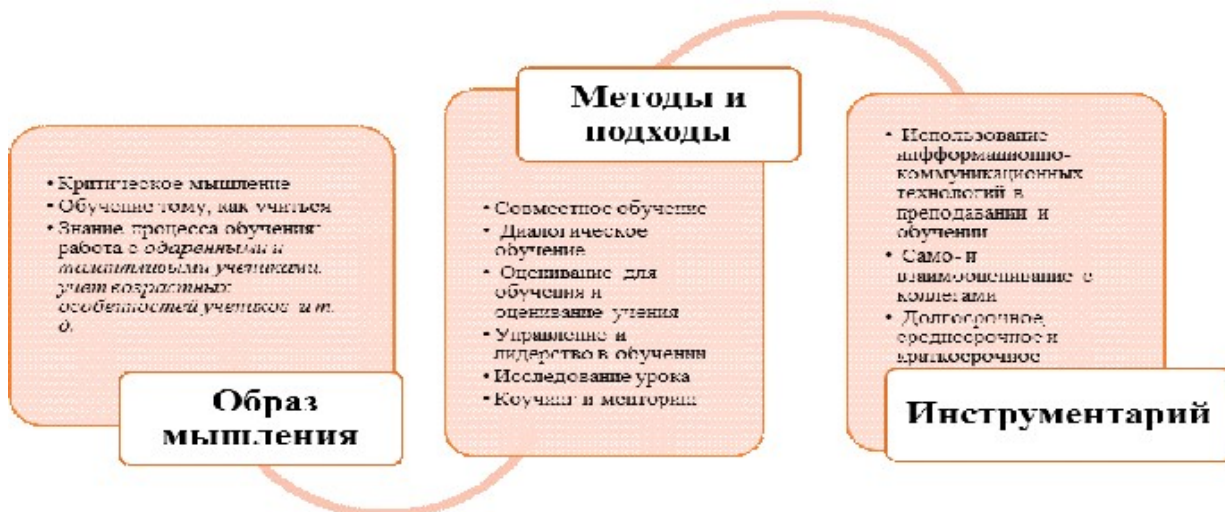 • Критическое мышление
• Обучение тому, как учиться
• Знание процесса обучения:
работа с одаренными и
талантливыми учениками,
учет возрастных
особенностей учеников и т.
д.
Образ
мышления
Методы и
подходы
• Совместное обучение
• Диалогическое
обучение
• Оценивание для
обучения и
оценивание учения
• Управление и
лидерство в обучении
• Исследование урока
• Коучинг и менторинг
• Использование
инфформационно-
коммуникационных
технологий в
преподавании и
обучении
• Само- и
взаимооценивание с
коллегами
• Долгосрочное,
среднесрочное и
краткосрочное
Инструментарий